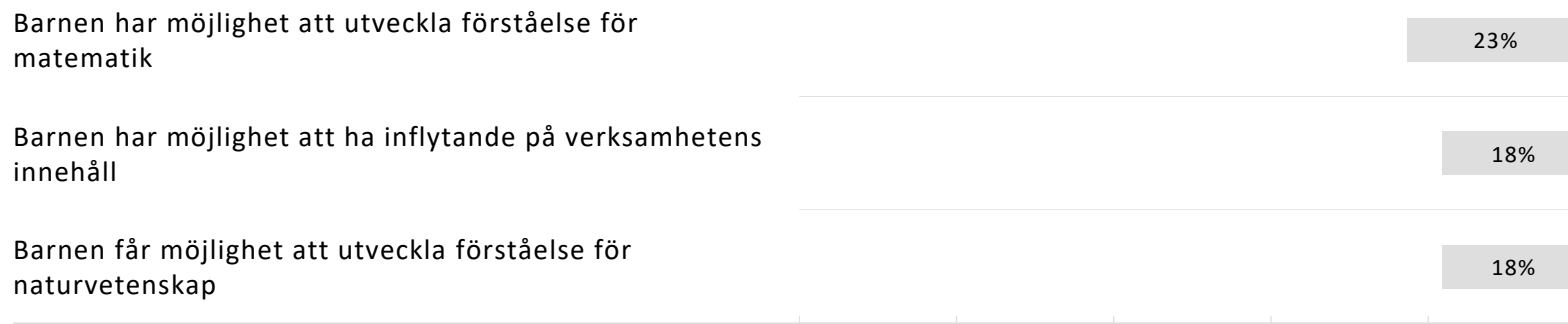 Barnen har möjlighet att utveckla förståelse för
matematik
23%
Barnen har möjlighet att ha inflytande på verksamhetens
innehåll
18%
Barnen får möjlighet att utveckla förståelse för
naturvetenskap
18%